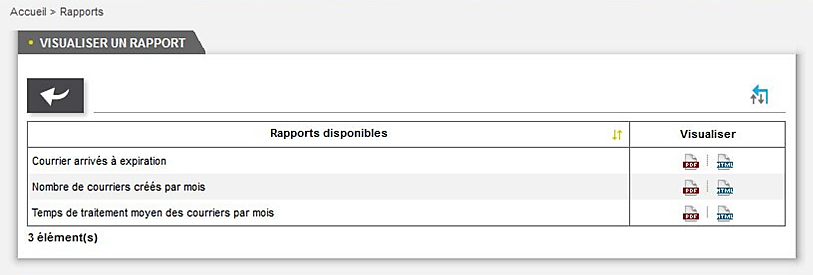 Accueil > Rapports
VISUALISER UN RAPPORT
Rapports disponibles Visualiser
Courrier arrivés à expiration PDF HTML
Nombre de courriers créés par mois PDF HTML
Temps de traitement moyen des courriers par mois PDF HTML
3 élément(s)